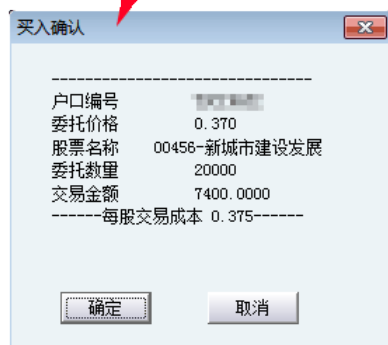 买入确认
--------------------------------
户口编号
委托价格 0.370
股票名称 00456-新城市建设发展
委托数量 20000
交易金额 7400.0000
------每股交易成本 0.375------
确定 取消